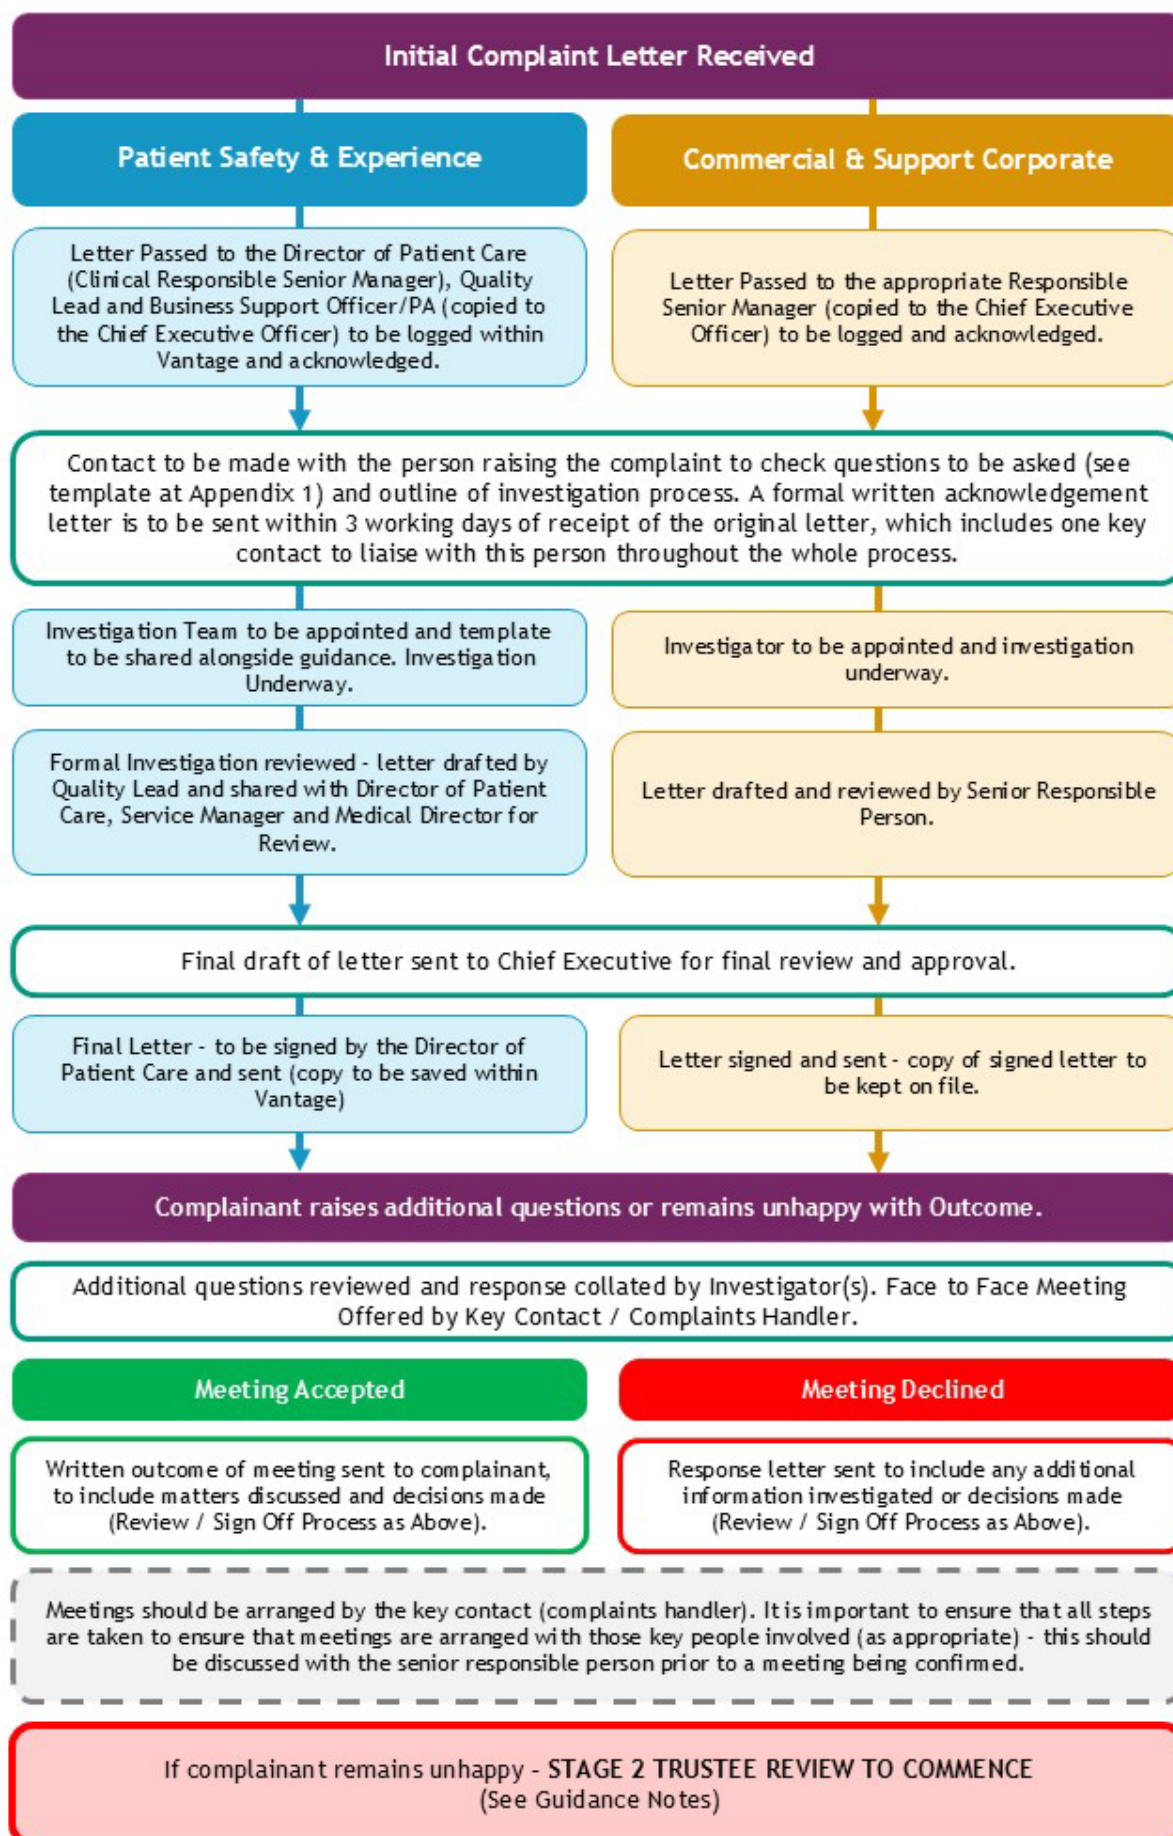 Initial Complaint Letter Received
Patient Safety & Experience
Letter Passed to the Director of Patient Care
(Clinical Responsible Senior Manager), Quality
Lead and Business Support Officer/PA (copied to
the Chief Executive Officer) to be logged within
Vantage and acknowledged.
Commercial & Support Corporate
Letter Passed to the appropriate Responsible
Senior Manager (copied to the Chief Executive
Officer) to be logged and acknowledged.
Contact to be made with the person raising the complaint to check questions to be asked (see
template at Appendix 1) and outline of investigation process. A formal written acknowledgement
letter is to be sent within 3 working days of receipt of the original letter, which includes one key
contact to liaise with this person throughout the whole process.
Investigation Team to be appointed and template
to be shared alongside guidance. Investigation
Underway.
Formal Investigation reviewed - letter drafted by
Quality Lead and shared with Director of Patient
Care, Service Manager and Medical Director for
Review.
Investigator to be appointed and investigation
underway.
Letter drafted and reviewed by Senior Responsible
Person.
Final draft of letter sent to Chief Executive for final review and approval.
Final Letter - to be signed by the Director of
Patient Care and sent (copy to be saved within
Vantage)
Letter signed and sent - copy of signed letter to
be kept on file.
Complainant raises additional questions or remains unhappy with Outcome.
Additional questions reviewed and response collated by Investigator(s). Face to Face Meeting
Offered by Key Contact / Complaints Handler.
Meeting Accepted
Written outcome of meeting sent to complainant,
to include matters discussed and decisions made
(Review / Sign Off Process as Above).
Meeting Declined
Response letter sent to include any additional
information investigated or decisions made
(Review / Sign Off Process as Above).
Meetings should be arranged by the key contact (complaints handler). It is important to ensure that all steps
are taken to ensure that meetings are arranged with those key people involved (as appropriate) - this should
be discussed with the senior responsible person prior to a meeting being confirmed.
If complainant remains unhappy - STAGE 2 TRUSTEE REVIEW TO COMMENCE
(See Guidance Notes)